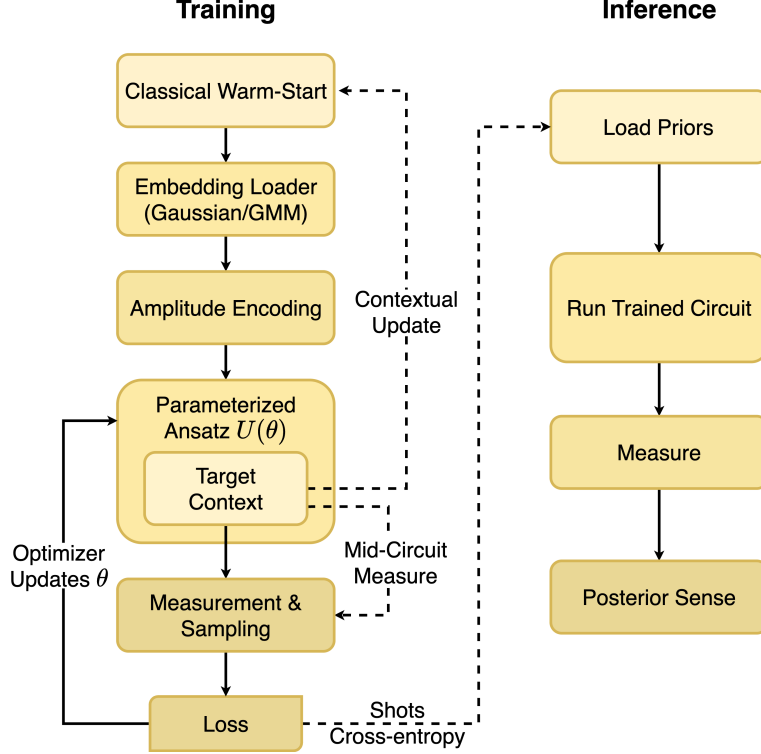 Training
Inference
Classical Warm-Start
Load Priors
Embedding Loader
(Gaussian/GMM)
Amplitude Encoding
Contextual
Update
Run Trained Circuit
Parameterized
Ansatz U(θ)
Target
Context
Measure
Optimizer
Updates θ
Mid-Circuit
Measure
Measurement &
Sampling
Posterior Sense
Loss
Shots
Cross-entropy